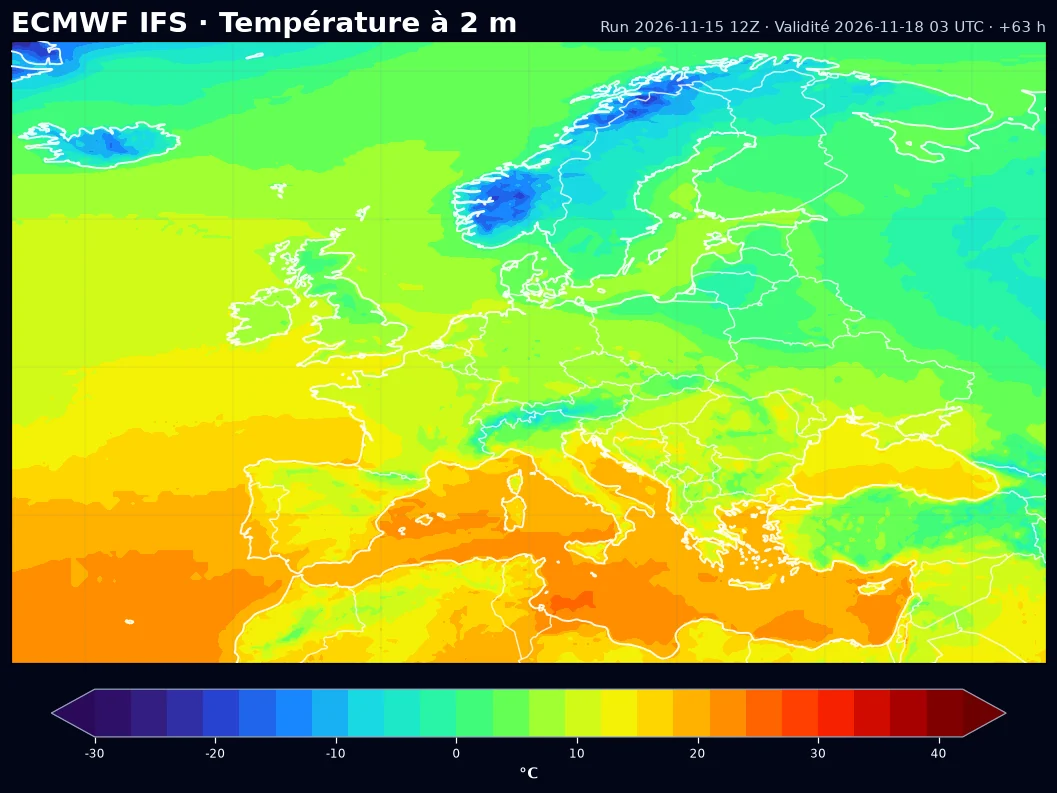 ECMWF IFS · Température à 2 m
Run 2026-11-15 12Z · Validité 2026-11-18 03 UTC · +63 h
-30 -20 -10 0 10 20 30 40
°C